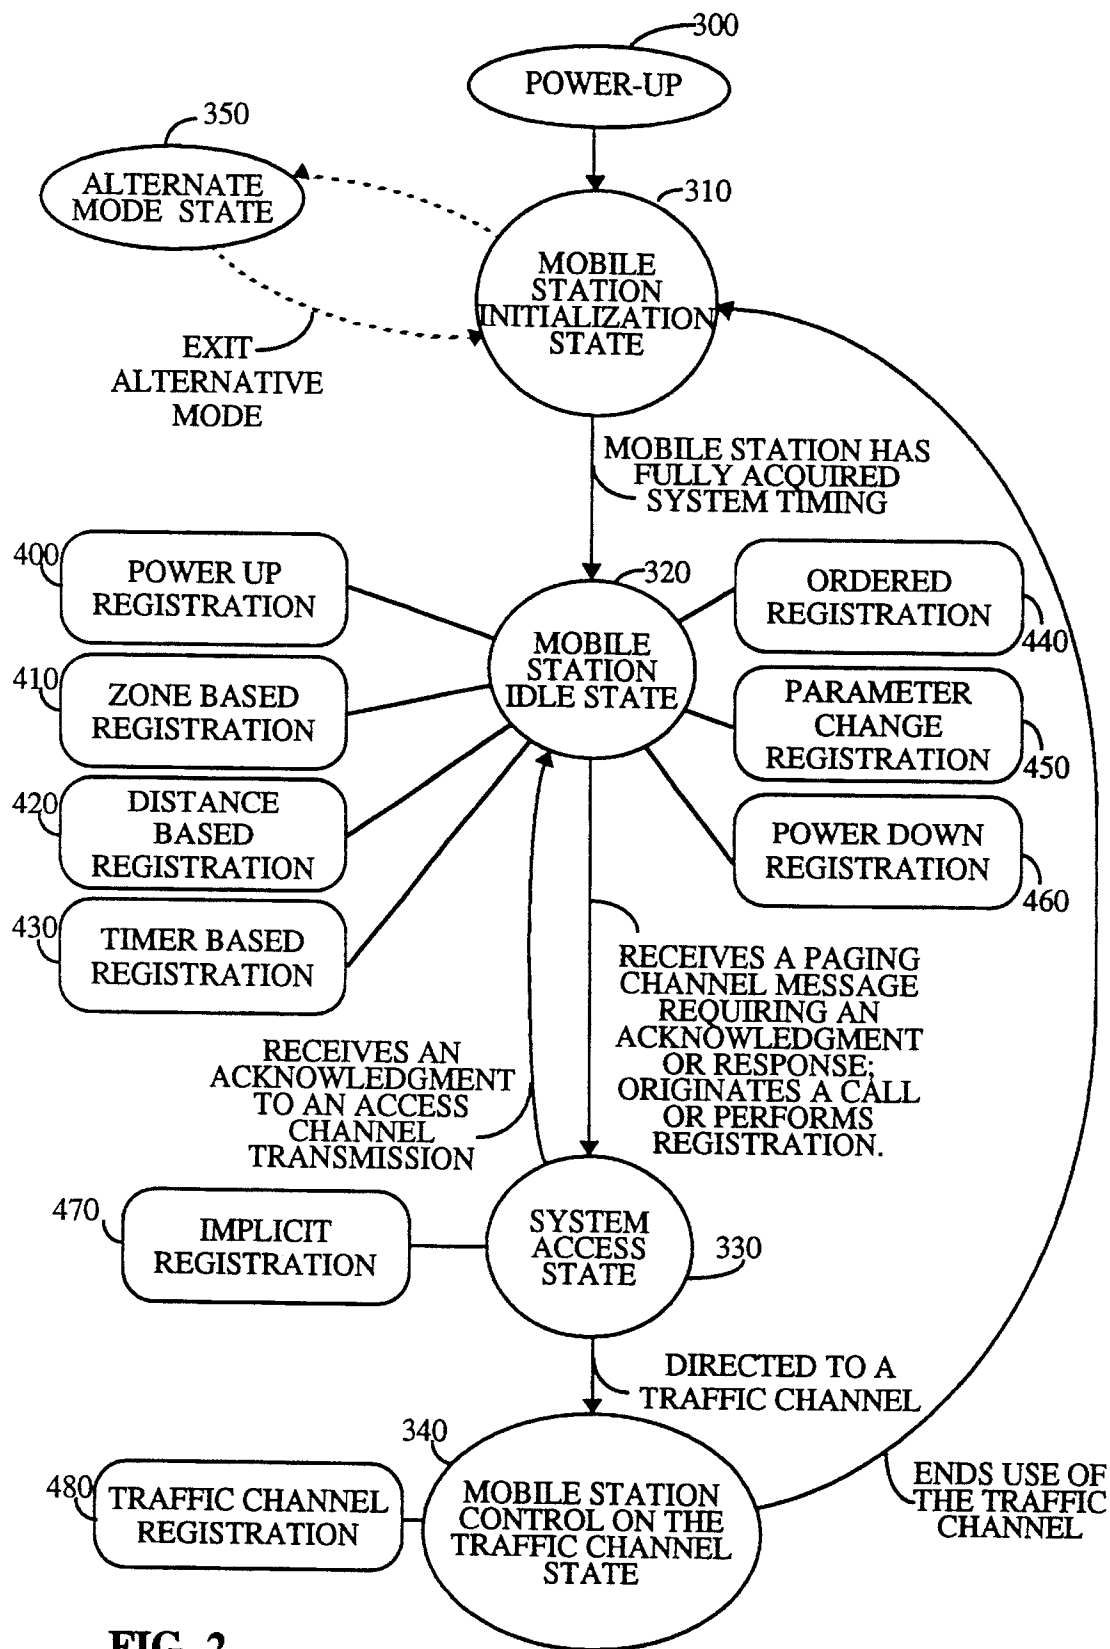 300
POWER-UP
350
ALTERNATE
MODE STATE
310
MOBILE
STATION
INITIALIZATION
STATE
EXIT
ALTERNATIVE
MODE
MOBILE STATION HAS
FULLY ACQUIRED
SYSTEM TIMING
400
POWER UP
REGISTRATION
320
MOBILE
STATION
IDLE STATE
ORDERED
REGISTRATION
440
410
ZONE BASED
REGISTRATION
PARAMETER
CHANGE
REGISTRATION
450
420
DISTANCE
BASED
REGISTRATION
POWER DOWN
REGISTRATION
460
430
TIMER BASED
REGISTRATION
RECEIVES A PAGING
CHANNEL MESSAGE
REQUIRING AN
ACKNOWLEDGMENT
OR RESPONSE;
ORIGINATES A CALL
OR PERFORMS
REGISTRATION.
RECEIVES AN
ACKNOWLEDGMENT
TO AN ACCESS
CHANNEL
TRANSMISSION
470
IMPLICIT
REGISTRATION
SYSTEM
ACCESS
STATE
330
DIRECTED TO A
TRAFFIC CHANNEL
340
480
TRAFFIC CHANNEL
REGISTRATION
MOBILE STATION
CONTROL ON THE
TRAFFIC CHANNEL
STATE
ENDS USE OF
THE TRAFFIC
CHANNEL
FIG. 2